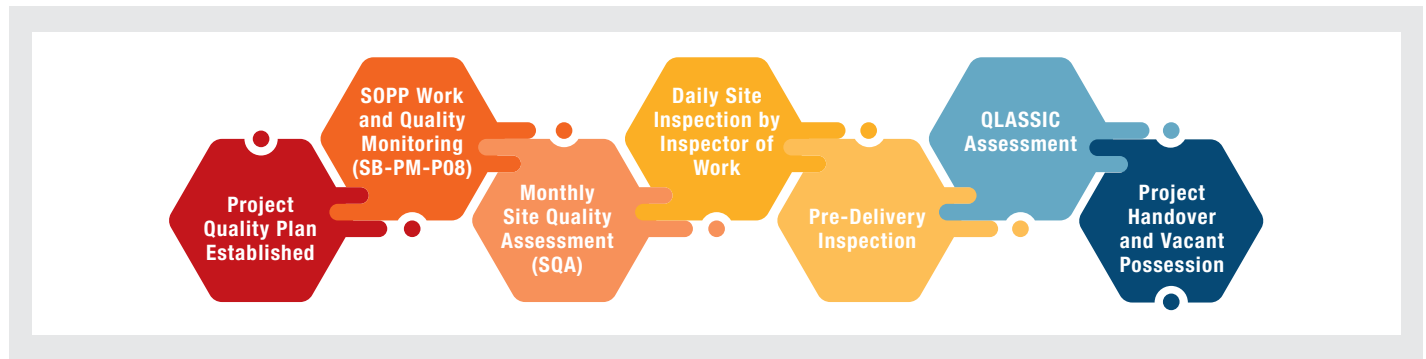 Project
Quality Plan
Established
SOPP Work
and Quality
Monitoring
(SB-PM-P08)
Monthly
Site Quality
Assessment
(SQA)
Daily Site
Inspection by
Inspector of
Work
Pre-Delivery
Inspection
QLASSIC
Assessment
Project
Handover
and Vacant
Possession